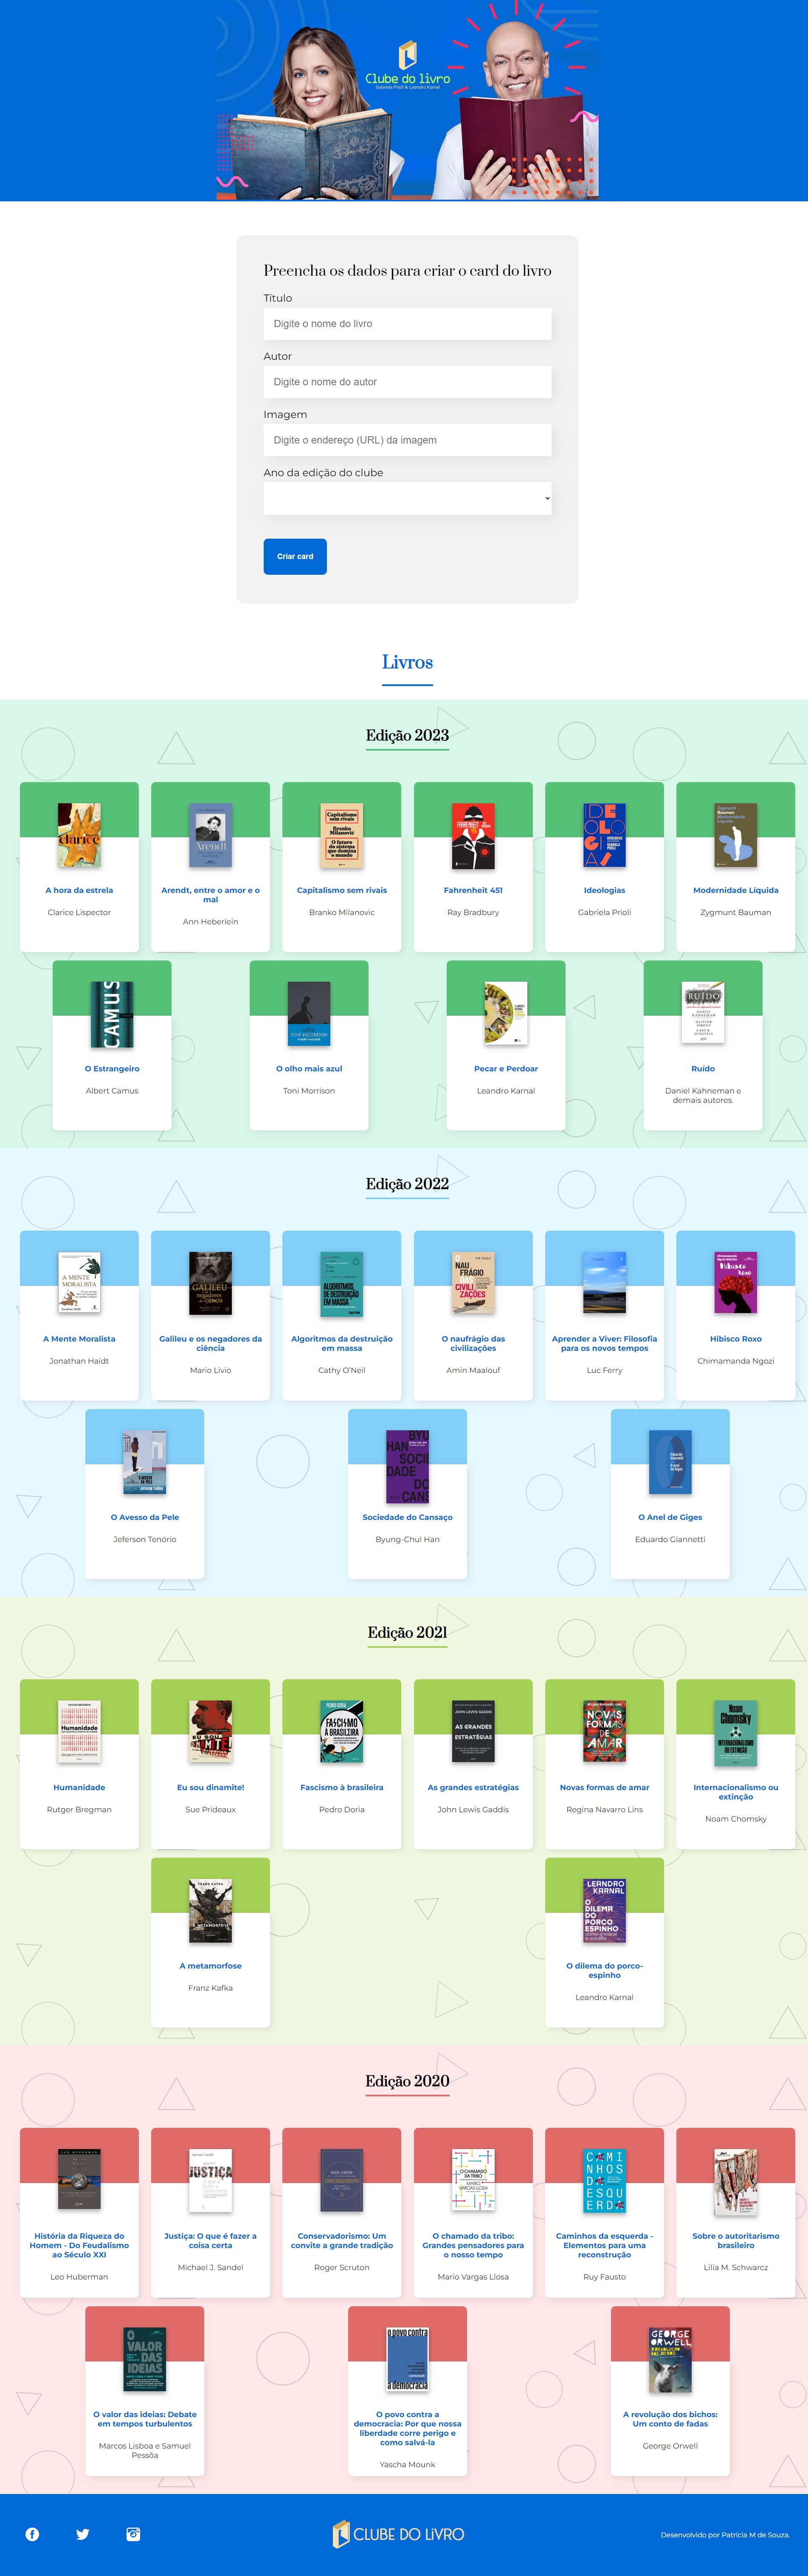 Clube do livro
Gabriela Prioli & Leandro Karnal
Preencha os dados para criar o card do livro
Título
Digite o nome do livro
Autor
Digite o nome do autor
Imagem
Digite o endereço (URL) da imagem
Ano da edição do clube
Criar card
Livros
Edição 2023
A hora da estrela
Clarice Lispector
Arendt, entre o amor e o
mal
Ann Heberlein
Capitalismo sem rivais
Branko Milanovic
Fahrenheit 451
Ray Bradbury
Ideologias
Gabriela Prioli
Modernidade Líquida
Zygmunt Bauman
O Estrangeiro
Albert Camus
O olho mais azul
Toni Morrison
Pecar e Perdoar
Leandro Karnal
Ruído
Daniel Kahneman e
demais autores.
Edição 2022
A Mente Moralista
Jonathan Haidt
Galileu e os negadores da
ciência
Mario Livio
Algoritmos da destruição
em massa
Cathy O'Neil
O naufrágio das
civilizações
Amin Maalouf
Aprender a Viver: Filosofia
para os novos tempos
Luc Ferry
Hibisco Roxo
Chimamanda Ngozi
O Avesso da Pele
Jeferson Tenório
Sociedade do Cansaço
Byung-Chul Han
O Anel de Giges
Eduardo Giannetti
Edição 2021
Humanidade
Rutger Bregman
Eu sou dinamite!
Sue Prideaux
Fascismo à brasileira
Pedro Doria
As grandes estratégias
John Lewis Gaddis
Novas formas de amar
Regina Navarro Lins
Internacionalismo ou
extinção
Noam Chomsky
A metamorfose
Franz Kafka
O dilema do porco-
espinho
Leandro Karnal
Edição 2020
História da Riqueza do
Homem - Do Feudalismo
ao Século XXI
Leo Huberman
Justiça: O que é fazer a
coisa certa
Michael J. Sandel
Conservadorismo: Um
convite a grande tradição
Roger Scruton
O chamado da tribo:
Grandes pensadores para
o nosso tempo
Mario Vargas Llosa
Caminhos da esquerda -
Elementos para uma
reconstrução
Ruy Fausto
Sobre o autoritarismo
brasileiro
Lilia M. Schwarcz
O valor das ideias: Debate
em tempos turbulentos
Marcos Lisboa e Samuel
Pessôa
O povo contra a
democracia: Por que nossa
liberdade corre perigo e
como salvá-la
Yascha Mounk
A revolução dos bichos:
Um conto de fadas
George Orwell
CLUBE DO LIVRO
Desenvolvido por Patrícia M de Souza.